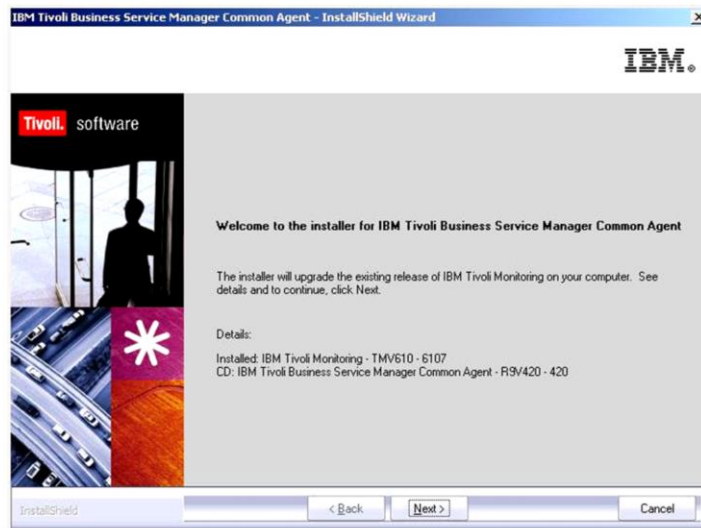 IBM Tivoli Business Service Manager Common Agent - InstallShield Wizard
IBM®
Tivoli. software
Welcome to the installer for IBM Tivoli Business Service Manager Common Agent
The installer will upgrade the existing release of IBM Tivoli Monitoring on your computer. See
details and to continue, click Next.
Details:
Installed: IBM Tivoli Monitoring - TMV610 - 6107
CD: IBM Tivoli Business Service Manager Common Agent - R9V420 - 420
InstallShield
< Back
Next >
Cancel